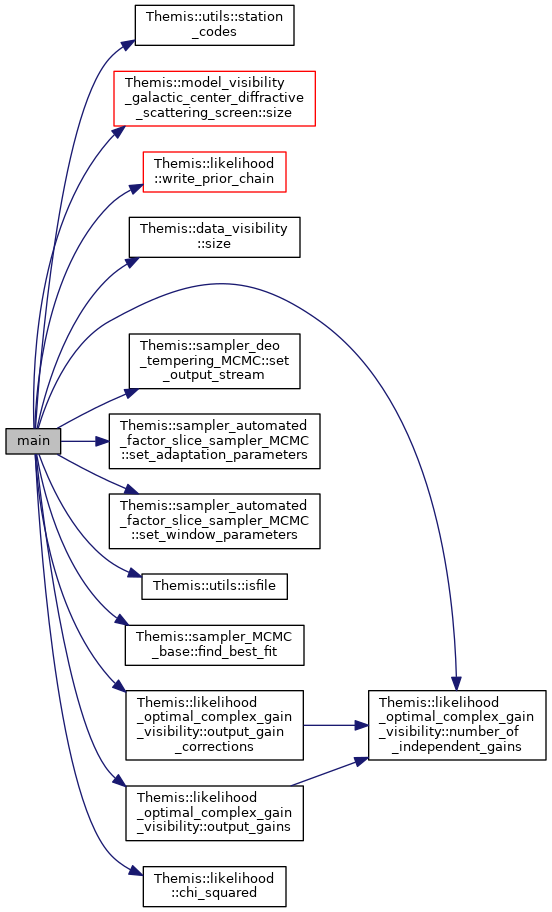 Themis::utils::station
_codes
Themis::model_visibility
_galactic_center_diffractive
_scattering_screen::size
Themis::likelihood
::write_prior_chain
Themis::data_visibility
::size
Themis::sampler_deo
_tempering_MCMC::set
_output_stream
main
Themis::sampler_automated
_factor_slice_sampler_MCMC
::set_adaptation_parameters
Themis::sampler_automated
_factor_slice_sampler_MCMC
::set_window_parameters
Themis::utils::isfile
Themis::sampler_MCMC
_base::find_best_fit
Themis::likelihood
_optimal_complex_gain
_visibility::output_gain
_corrections
Themis::likelihood
_optimal_complex_gain
_visibility::number_of
_independent_gains
Themis::likelihood
_optimal_complex_gain
_visibility::output_gains
Themis::likelihood
::chi_squared